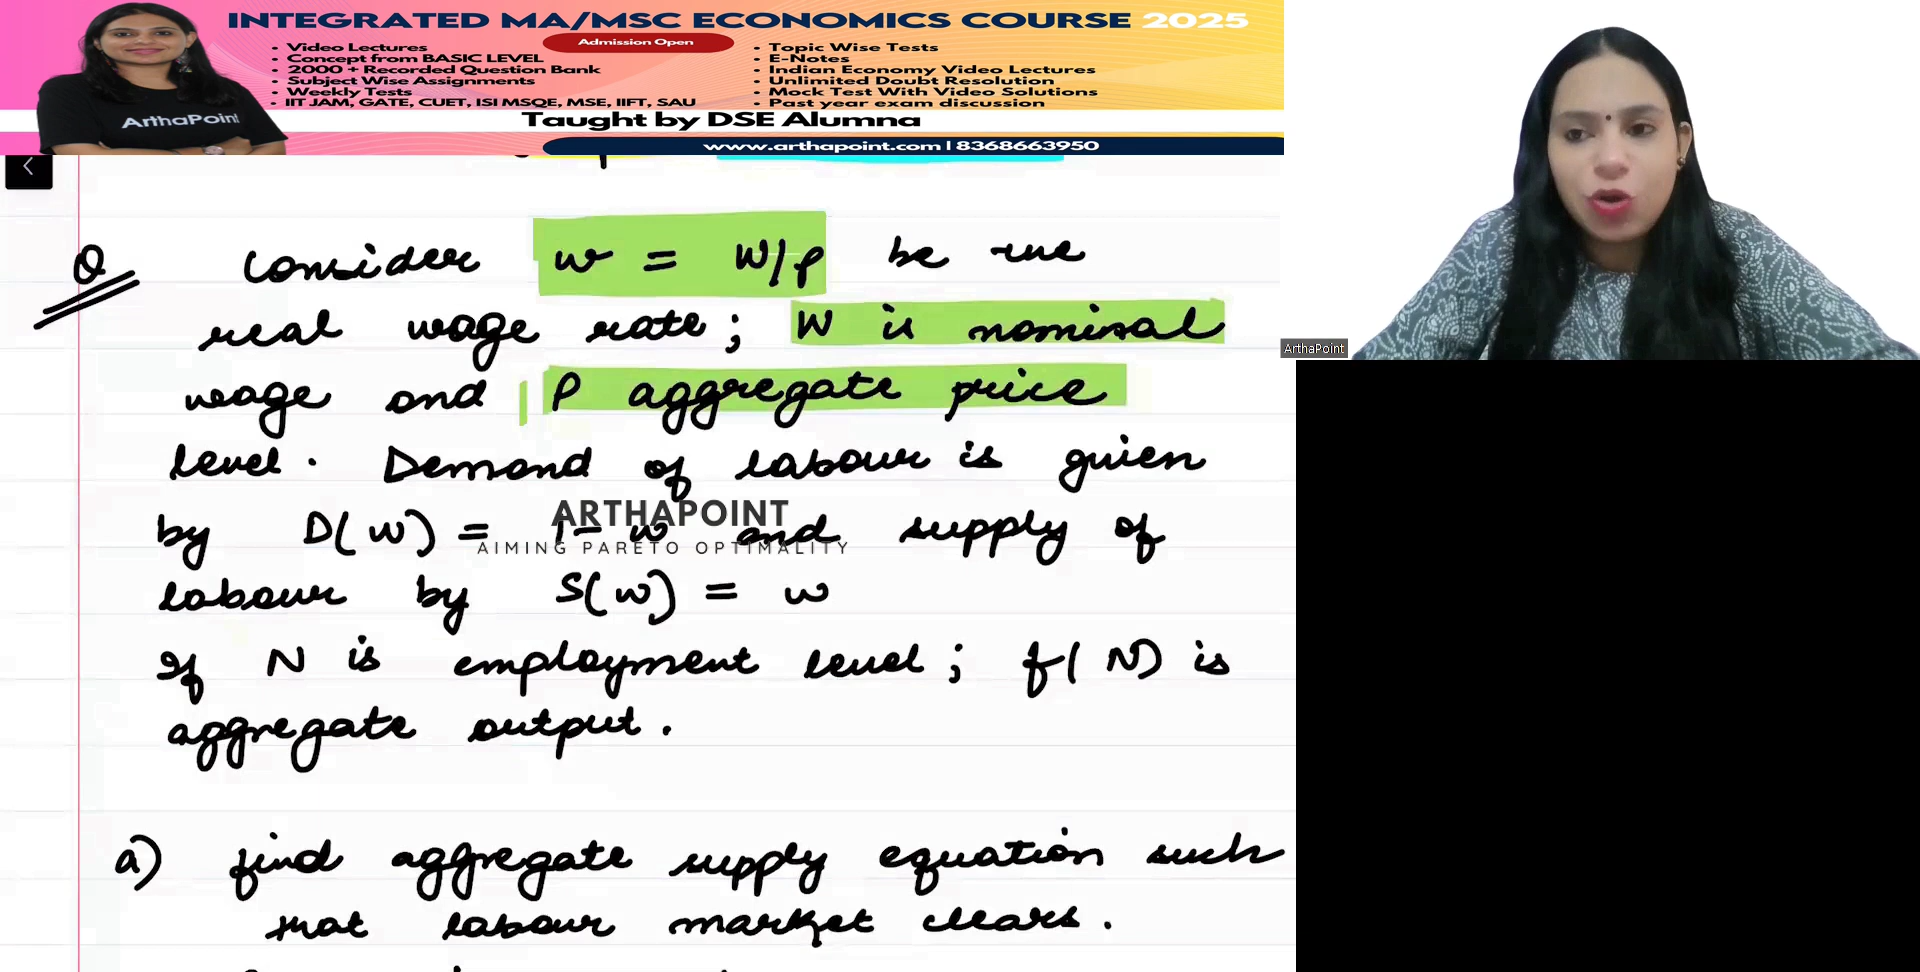 INTEGRATED MA/MSC ECONOMICS COURSE 2025
Admission Open
• Video Lectures
• Concept from BASIC LEVEL
• 2000 + Recorded Question Bank
• Subject Wise Assignments
• Weekly Tests
• IIT JAM, GATE, CUET, ISI MSQE, MSE, IIFT, SAU
• Topic Wise Tests
• E-Notes
• Indian Economy Video Lectures
• Unlimited Doubt Resolution
• Mock Test With Video Solutions
• Past year exam discussion
ArthaPoint
Taught by DSE Alumna
www.arthapoint.com | 8368663950
Q Consider w = W/P be the
real wage rate; W is nominal
wage and P aggregate price
level. Demand of labour is given
by D(w) = 1 - w and supply of
ARTHAPOINT
AIMING PARETO OPTIMALITY
labour by S(w) = w
If N is employment level; f(N) is
aggregate output.
a) find aggregate supply equation such
that labour market clears.
ArthaPoint